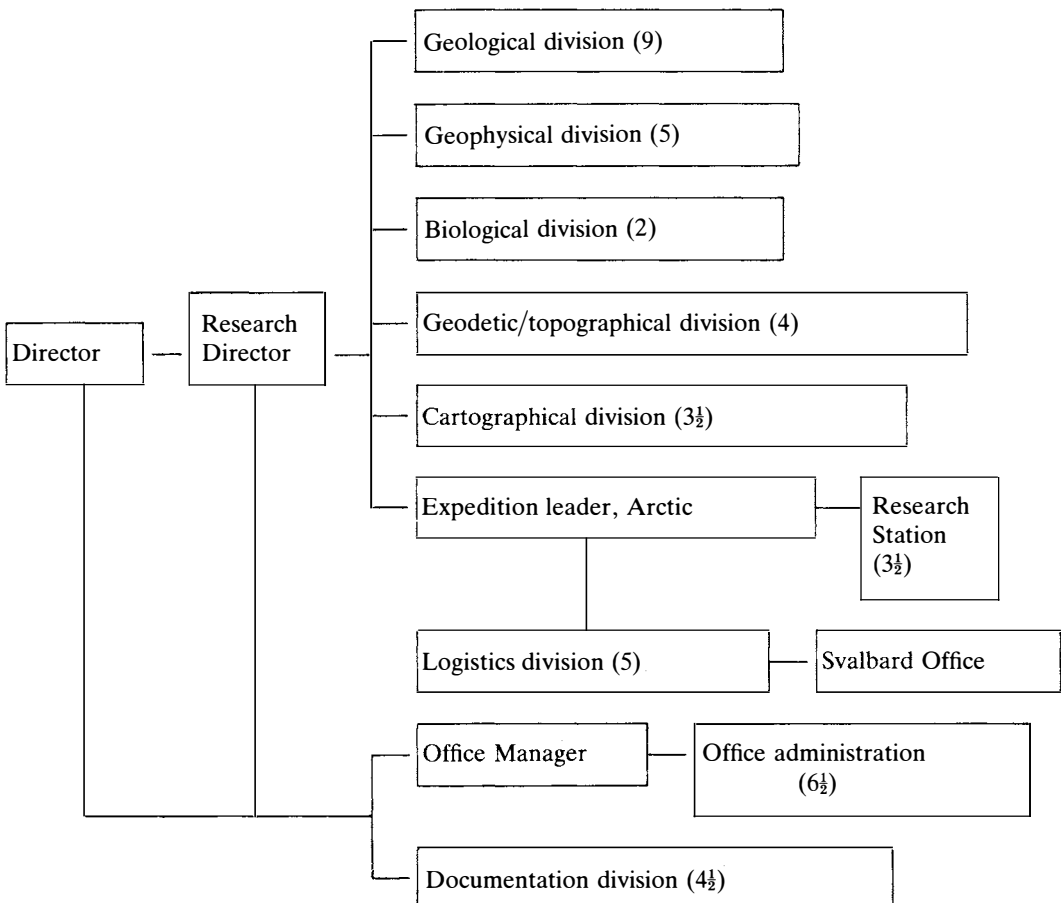 Geological division (9)
Geophysical division (5)
Biological division (2)
Geodetic/topographical division (4)
Director
Research
Director
Cartographical division (3½)
Expedition leader, Arctic
Research
Station
(3½)
Logistics division (5)
Svalbard Office
Office Manager
Office administration
(6½)
Documentation division (4½)